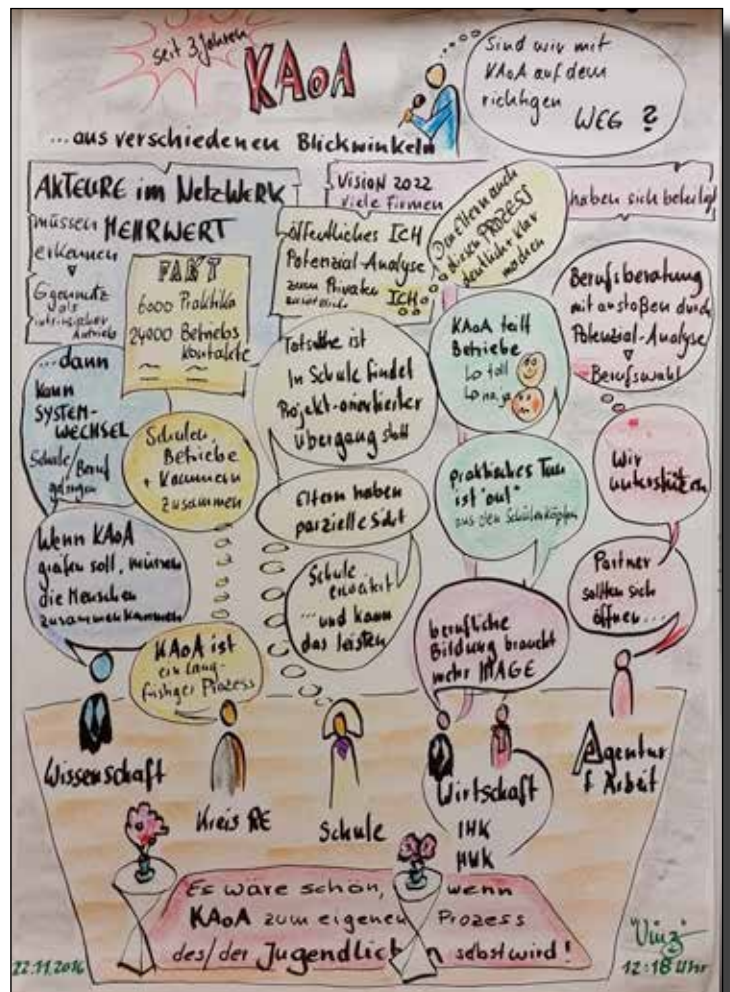 seit 3 Jahren
KAoA
...aus verschiedenen Blickwinkeln
Sind wir mit
KAoA auf dem
richtigen
WEG ?
AKTEURE im NetzWERK
müssen MEHRWERT
erkennen
als
intrinsischer
Antrieb
FAKT
6000 Praktika
24000 Betriebs
kontakte
...dann
kann
SYSTEM-
WECHSEL
Schule/Beruf
gelingen
Schulen,
Betriebe
+ Kammern
zusammen
Wenn KAoA
greifen soll, müssen
die Menschen
zusammenkommen
KAoA ist
ein lang-
fristiger Prozess
VISION 2022
viele Firmen
haben sich beteiligt
öffentliches ICH
Potenzial-Analyse
zum Privaten
ICH
Den Eltern auch
diesen PROZESS
deutlicher klar
machen
Tatsache ist
In Schule findet
Projekt-orientierter
Übergang statt
Eltern haben
parzielle Sicht
Schule
erweitert
...und kann
das leisten
KAoA teilt
Betriebe
toll
na ja
praktisches Tun
ist "out"
aus den Schülerköpfen
berufliche
Bildung braucht
mehr IMAGE
Berufsberatung
mit anstoßen durch
Potenzial-Analyse
Berufswahl
Wir
unterstützen
Partner
sollten sich
öffnen...
Wissenschaft
Kreis RE
Schule
Wirtschaft
IHK
HWK
Agentur
f. Arbeit
Es wäre schön, wenn
KAoA zum eigenen Prozess
des/der Jugendlichen selbst wird!
22.11.2016
"Vinz"
12:18 Uhr